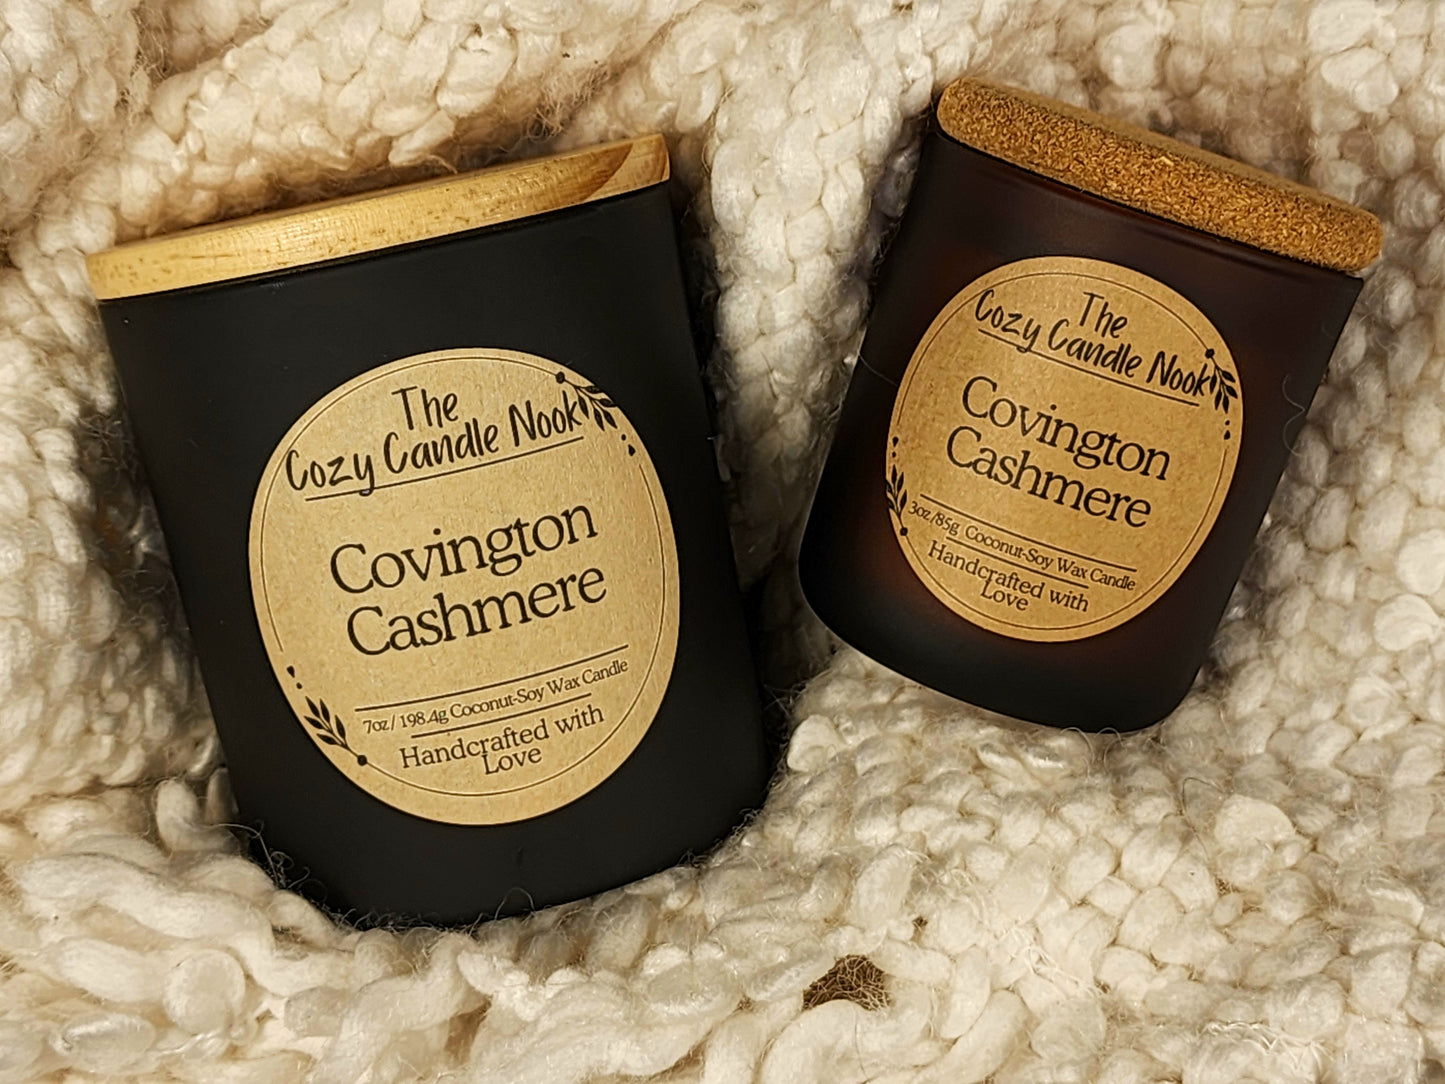 The
Cozy Candle Nook
Covington
Cashmere
7oz/ 198.4g Coconut-Soy Wax Candle
Handcrafted with
Love
The
Cozy Candle Nook
Covington
Cashmere
3oz/85g Coconut-Soy Wax Candle
Handcrafted with
Love